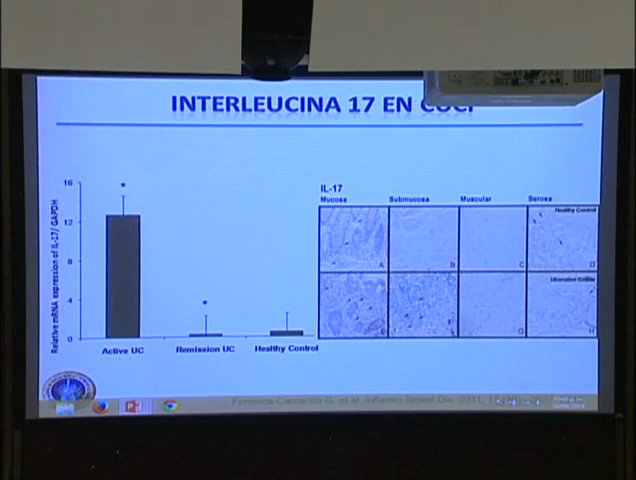 INTERLEUCINA 17 EN CUCI
16
12
8
4
0
Relative mRNA expression of IL-17/ GAPDH
Active UC
Remission UC
Healthy Control
IL-17
Mucosa Submucosa Muscular Serosa
Healthy Control
A B C D
Ulcerative Colitis
E F G H
Fonseca-Camarillo G, et al. Inflamm Bowel Dis. 2011;